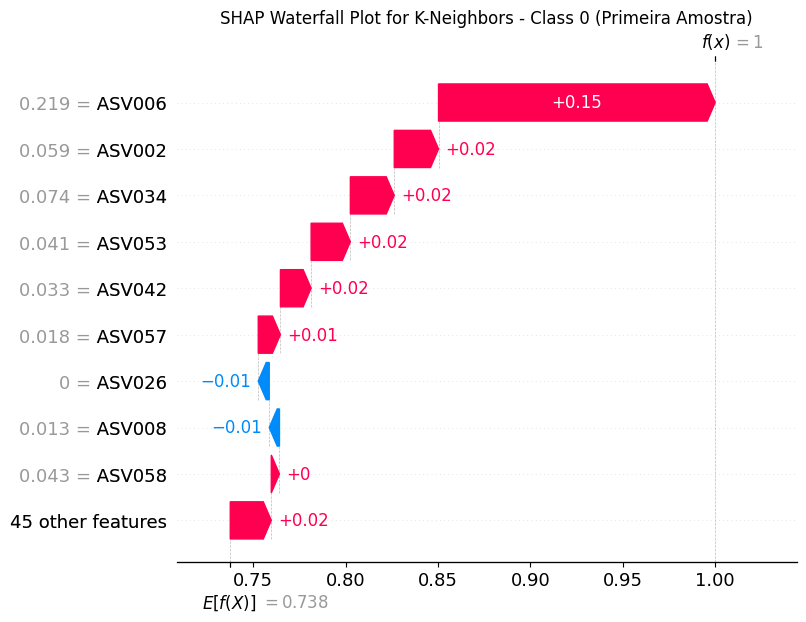 SHAP Waterfall Plot for K-Neighbors - Class 0 (Primeira Amostra)
f(x) = 1
0.219 = ASV006
+0.15
0.059 = ASV002
+0.02
0.074 = ASV034
+0.02
0.041 = ASV053
+0.02
0.033 = ASV042
+0.02
0.018 = ASV057
+0.01
0 = ASV026
−0.01
0.013 = ASV008
−0.01
0.043 = ASV058
+0
45 other features
+0.02
0.75 0.80 0.85 0.90 0.95 1.00
E[f(X)] = 0.738